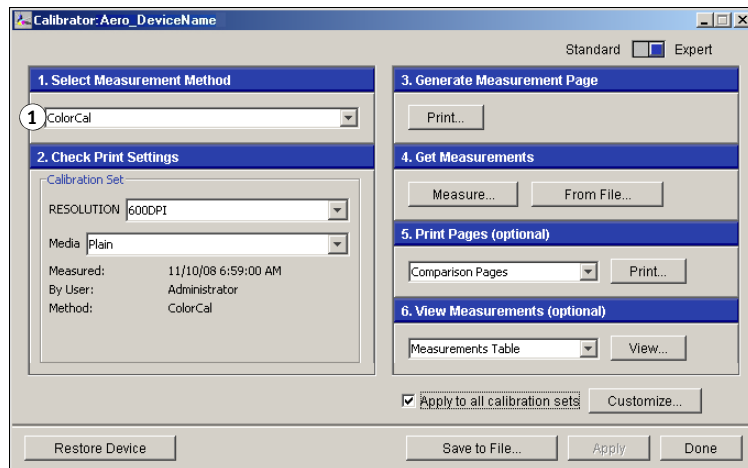 Calibrator: Aero_DeviceName
Standard Expert
1. Select Measurement Method
1 ColorCal
2. Check Print Settings
Calibration Set
RESOLUTION 600DPI
Media Plain
Measured: 11/10/08 6:59:00 AM
By User: Administrator
Method: ColorCal
3. Generate Measurement Page
Print...
4. Get Measurements
Measure... From File...
5. Print Pages (optional)
Comparison Pages Print...
6. View Measurements (optional)
Measurements Table View...
Apply to all calibration sets Customize...
Restore Device Save to File... Apply Done